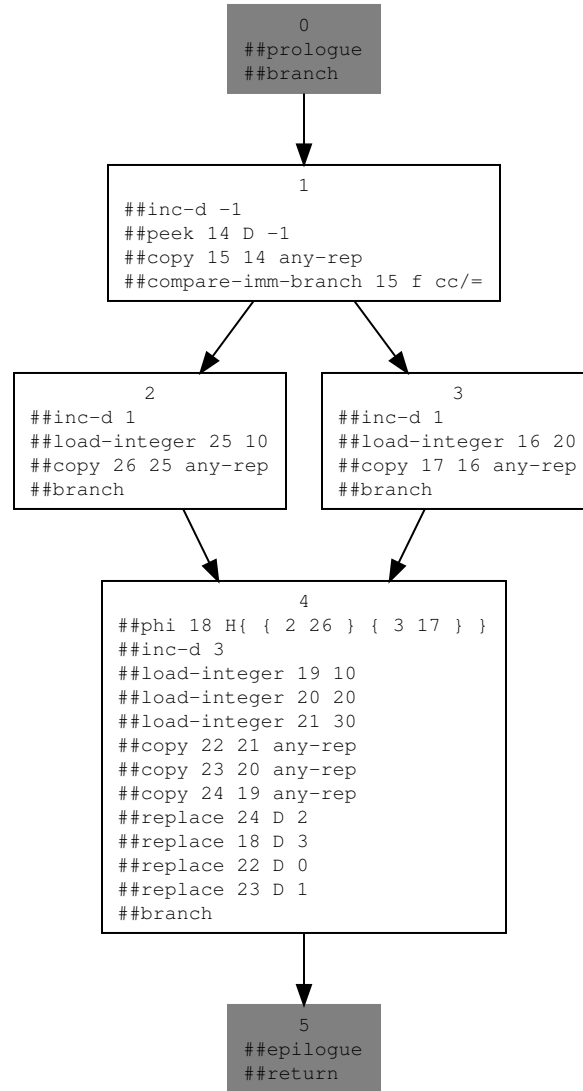 0
##prologue
##branch
1
##inc-d -1
##peek 14 D -1
##copy 15 14 any-rep
##compare-imm-branch 15 f cc/=
2
##inc-d 1
##load-integer 25 10
##copy 26 25 any-rep
##branch
3
##inc-d 1
##load-integer 16 20
##copy 17 16 any-rep
##branch
4
##phi 18 H{ { 2 26 } { 3 17 } }
##inc-d 3
##load-integer 19 10
##load-integer 20 20
##load-integer 21 30
##copy 22 21 any-rep
##copy 23 20 any-rep
##copy 24 19 any-rep
##replace 24 D 2
##replace 18 D 3
##replace 22 D 0
##replace 23 D 1
##branch
5
##epilogue
##return